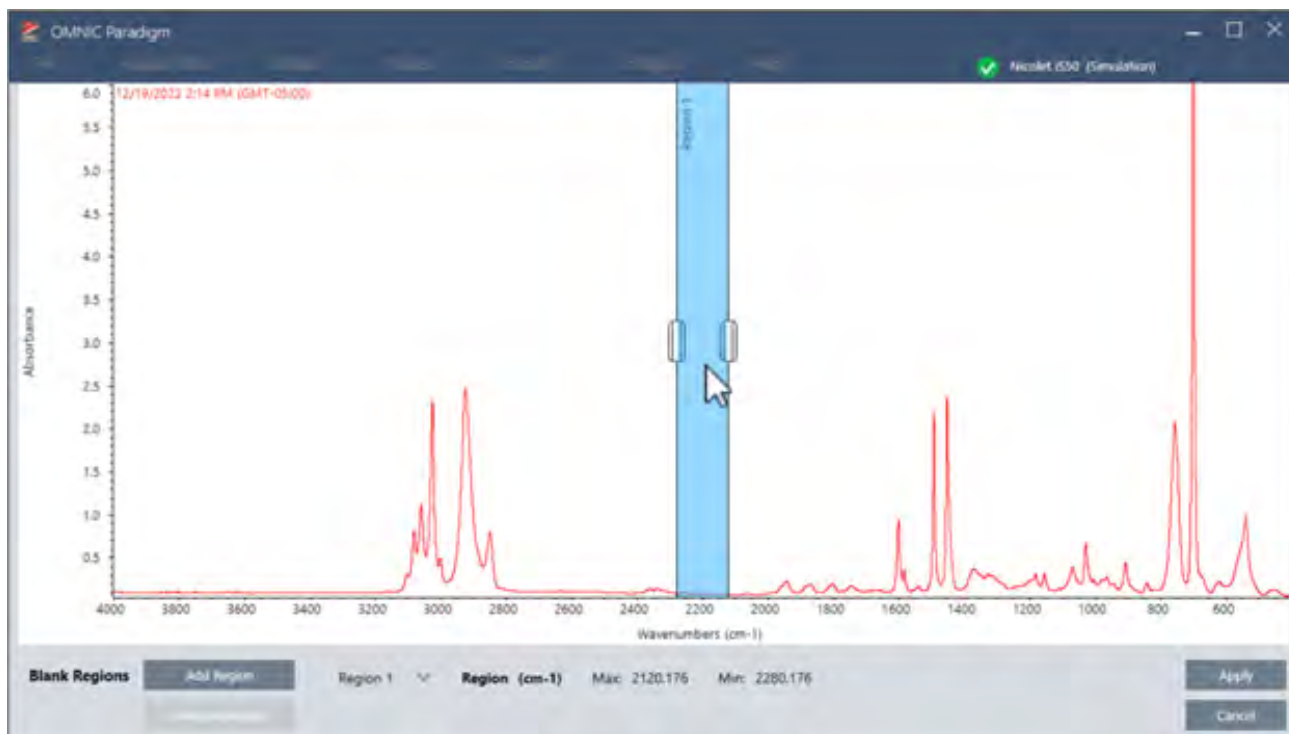 OMNIC Paradigm
Nicolet iS50 (Simulation)
12/19/2022 2:14 PM (GMT-05:00)
Region 1
6.0
5.5
5.0
4.5
4.0
3.5
3.0
2.5
2.0
1.5
1.0
0.5
Absorbance
4000 3800 3600 3400 3200 3000 2800 2600 2400 2200 2000 1800 1600 1400 1200 1000 800 600
Wavenumbers (cm-1)
Blank Regions Add Region Region 1 Region (cm-1) Max: 2120.176 Min: 2280.176 Apply
Cancel